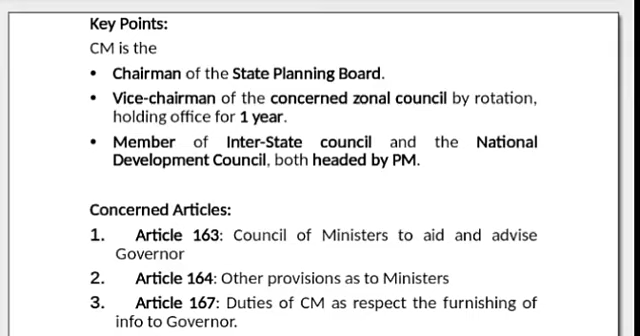 Key Points:
CM is the
• Chairman of the State Planning Board.
• Vice-chairman of the concerned zonal council by rotation,
holding office for 1 year.
• Member of Inter-State council and the National
Development Council, both headed by PM.
Concerned Articles:
1. Article 163: Council of Ministers to aid and advise
Governor
2. Article 164: Other provisions as to Ministers
3. Article 167: Duties of CM as respect the furnishing of
info to Governor.